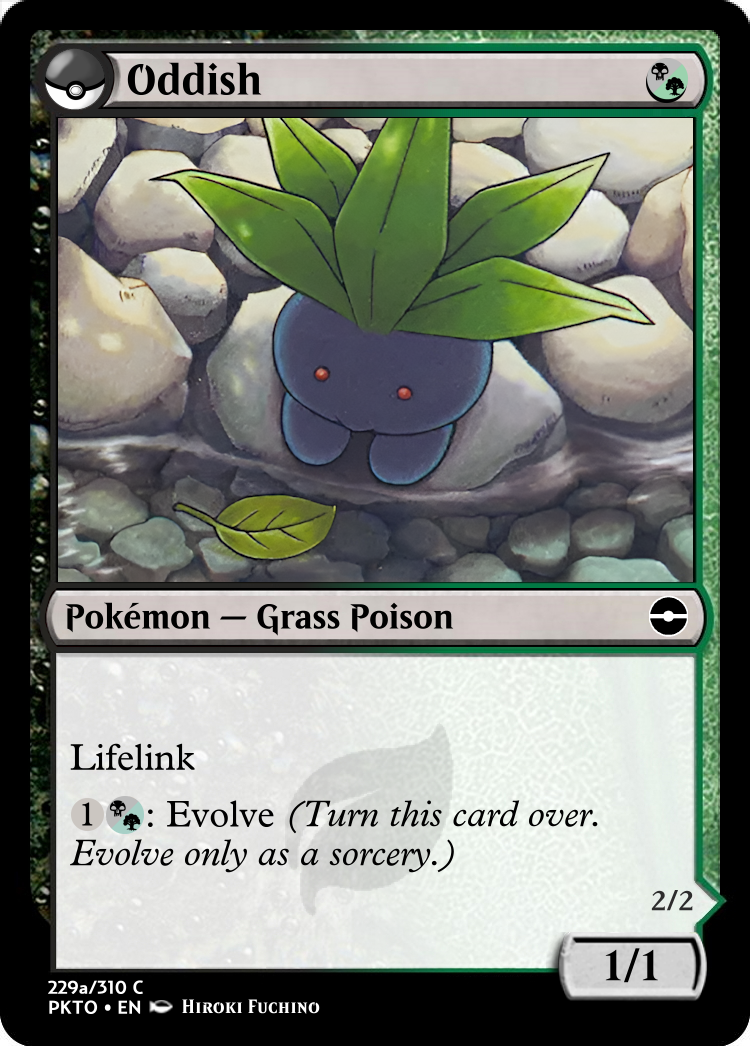 Oddish
Pokémon — Grass Poison
Lifelink
1: Evolve (Turn this card over.
Evolve only as a sorcery.)
2/2
1/1
229a/310 C
PKTO • EN Hiroki Fuchino